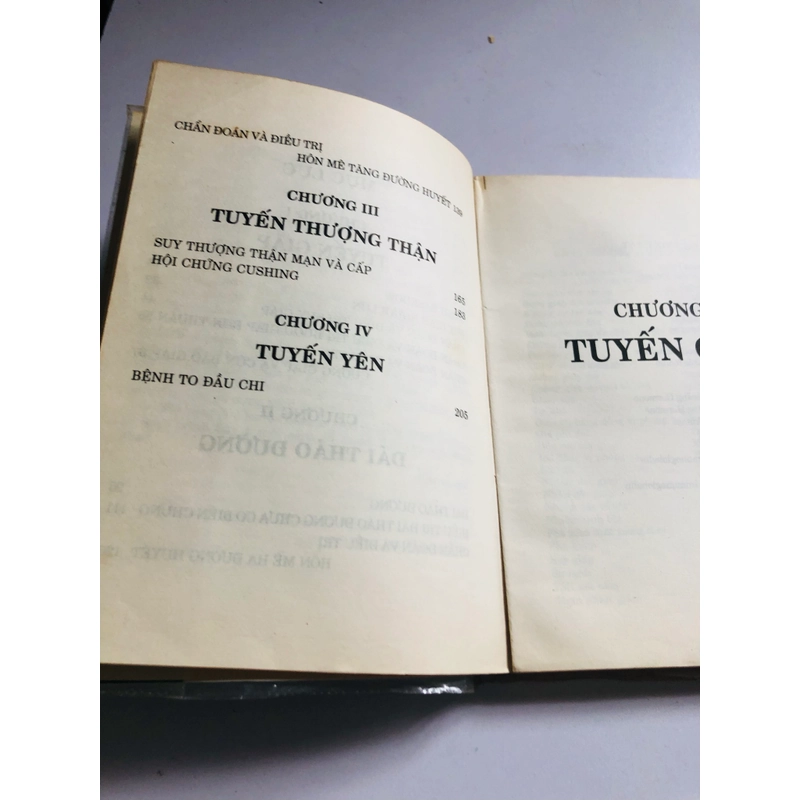 CHẨN ĐOÁN VÀ ĐIỀU TRỊ
HÔN MÊ TĂNG ĐƯỜNG HUYẾT 139
CHƯƠNG III
TUYẾN THƯỢNG THẬN
SUY THƯỢNG THẬN MẠN VÀ CẤP 165
HỘI CHỨNG CUSHING 183
CHƯƠNG IV
TUYẾN YÊN
BỆNH TO ĐẦU CHI 205
CHƯƠNG
TUYẾN